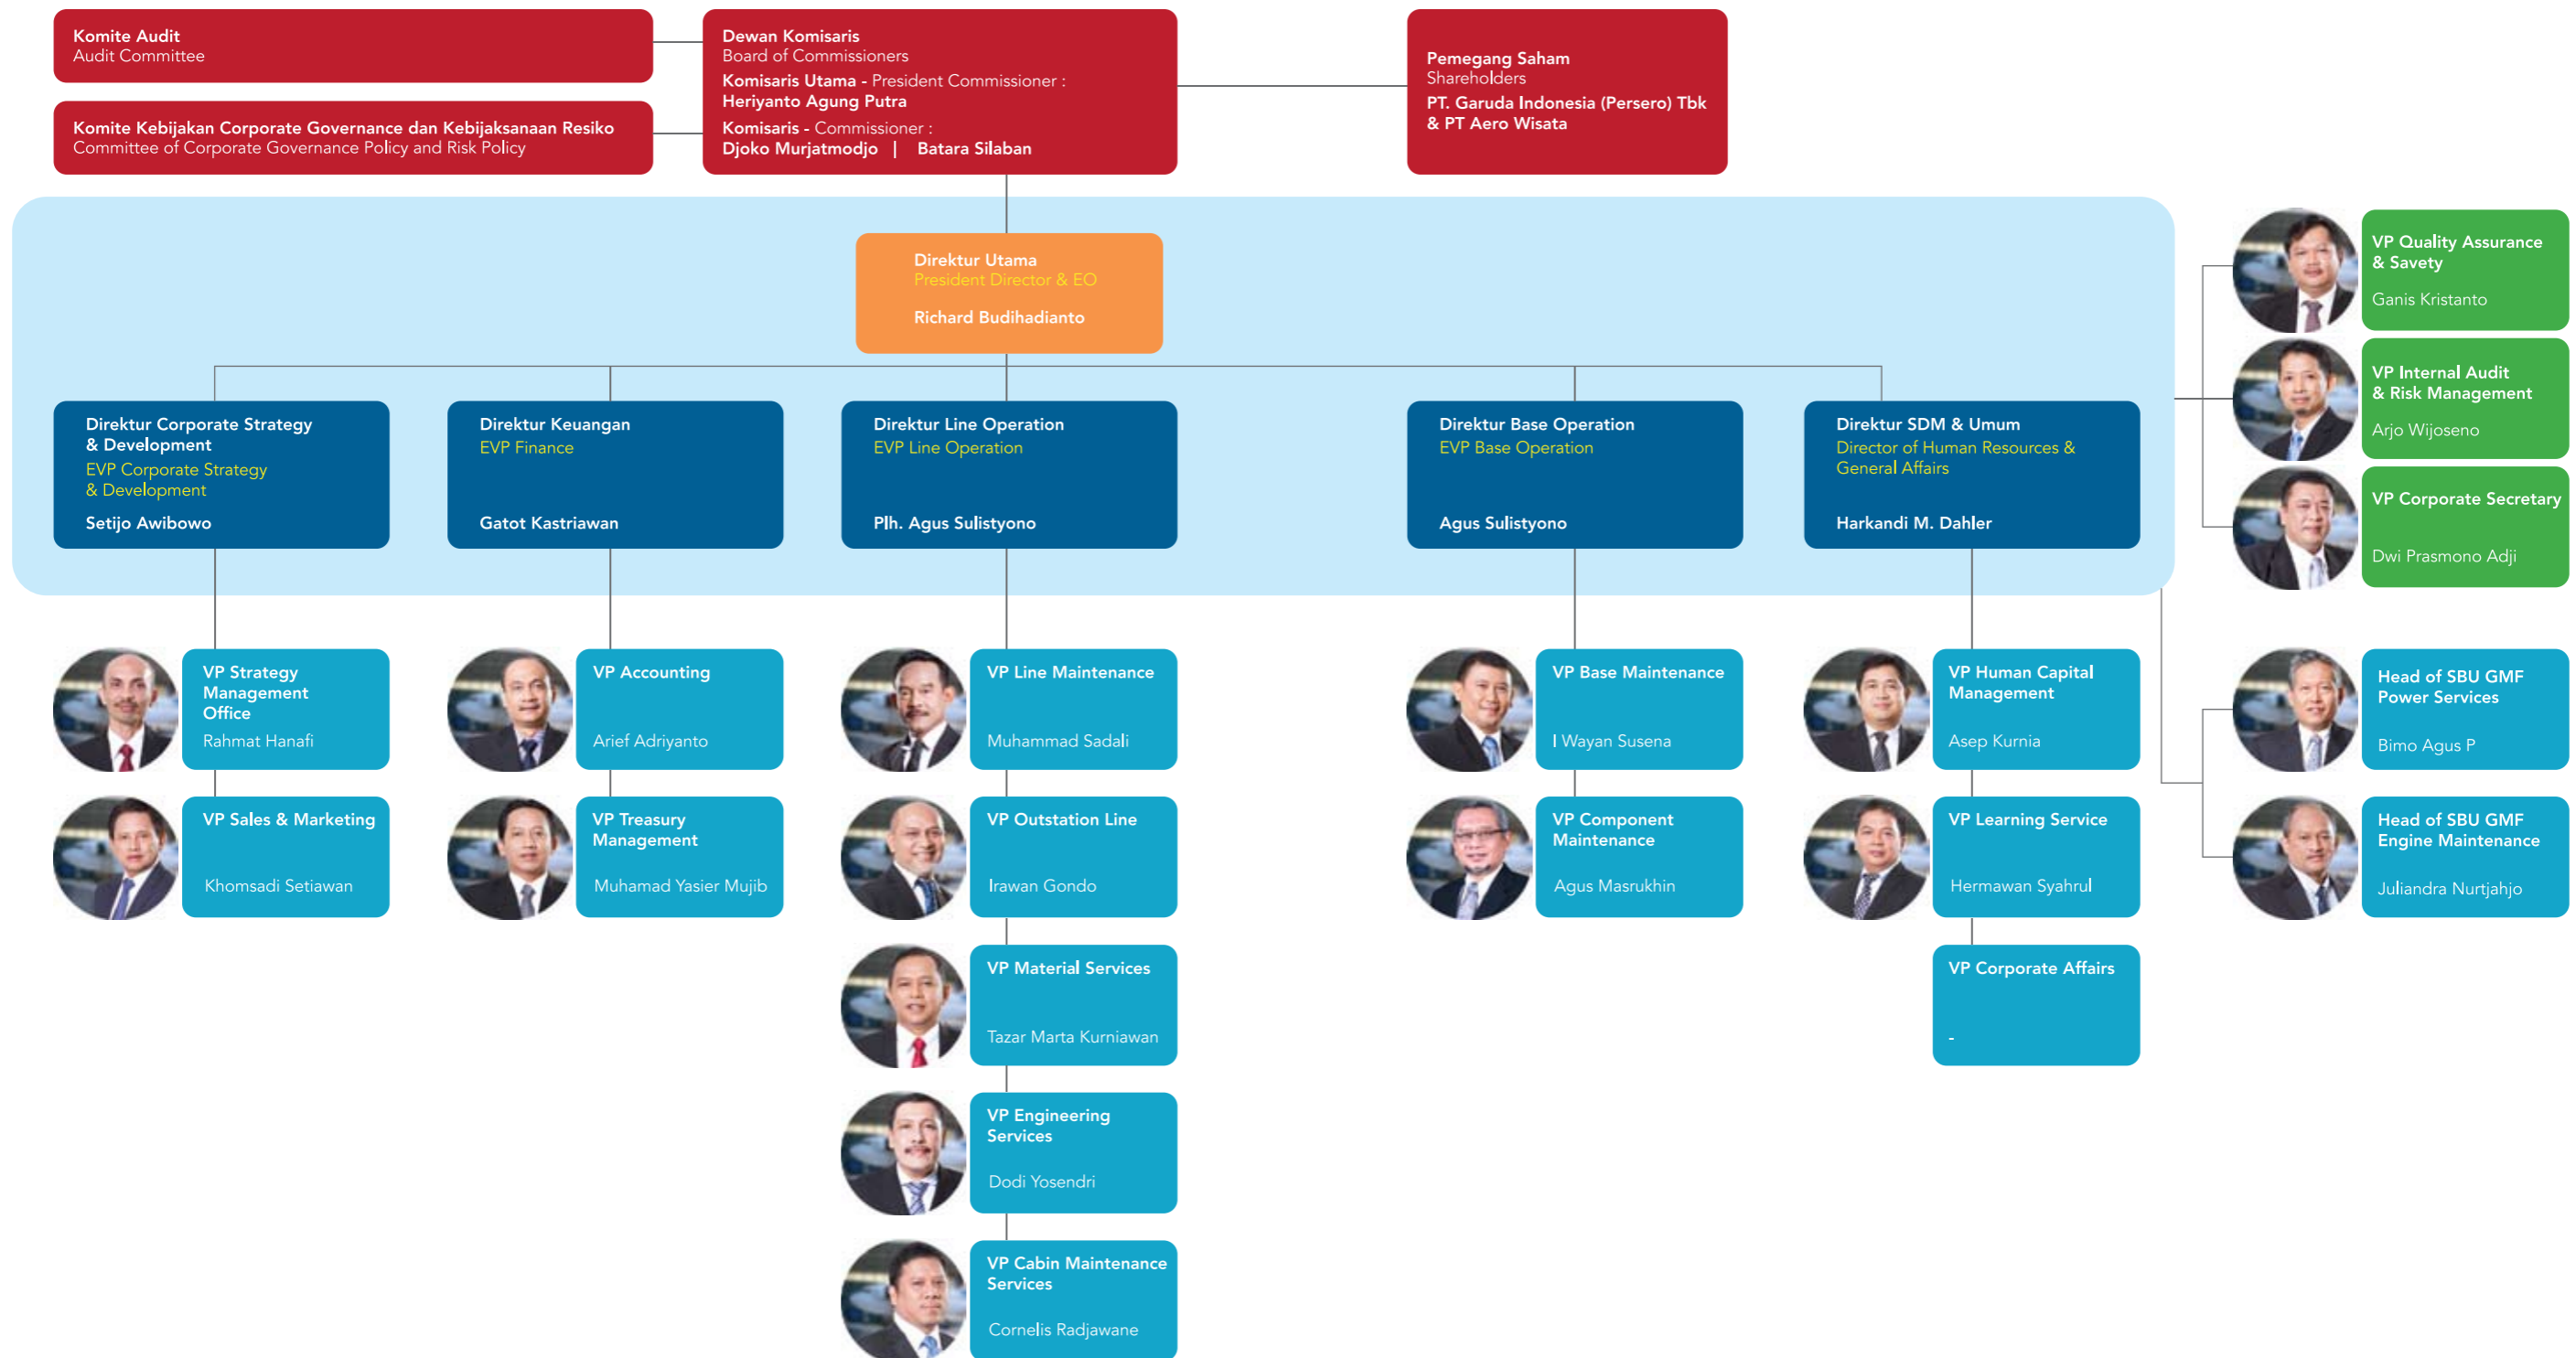 Komite Audit
Audit Committee
Komite Kebijakan Corporate Governance dan Kebijaksanaan Resiko
Committee of Corporate Governance Policy and Risk Policy
Dewan Komisaris
Board of Commissioners
Komisaris Utama - President Commissioner :
Heriyanto Agung Putra
Komisaris - Commissioner :
Djoko Murjatmodjo | Batara Silaban
Pemegang Saham
Shareholders
PT. Garuda Indonesia (Persero) Tbk
& PT Aero Wisata
Direktur Utama
President Director & EO
Richard Budihadianto
Direktur Corporate Strategy
& Development
EVP Corporate Strategy
& Development
Setijo Awibowo
Direktur Keuangan
EVP Finance
Gatot Kastriawan
Direktur Line Operation
EVP Line Operation
Plh. Agus Sulistyono
Direktur Base Operation
EVP Base Operation
Agus Sulistyono
Direktur SDM & Umum
Director of Human Resources &
General Affairs
Harkandi M. Dahler
VP Quality Assurance
& Savety
Ganis Kristanto
VP Internal Audit
& Risk Management
Arjo Wijoseno
VP Corporate Secretary
Dwi Prasmono Adji
VP Strategy
Management
Office
Rahmat Hanafi
VP Sales & Marketing
Khomsadi Setiawan
VP Accounting
Arief Adriyanto
VP Treasury
Management
Muhamad Yasier Mujib
VP Line Maintenance
Muhammad Sadali
VP Outstation Line
Irawan Gondo
VP Material Services
Tazar Marta Kurniawan
VP Engineering
Services
Dodi Yosendri
VP Cabin Maintenance
Services
Cornelis Radjawane
VP Base Maintenance
I Wayan Susena
VP Component
Maintenance
Agus Masrukhin
VP Human Capital
Management
Asep Kurnia
VP Learning Service
Hermawan Syahrul
VP Corporate Affairs
-
Head of SBU GMF
Power Services
Bimo Agus P
Head of SBU GMF
Engine Maintenance
Juliandra Nurtjahjo